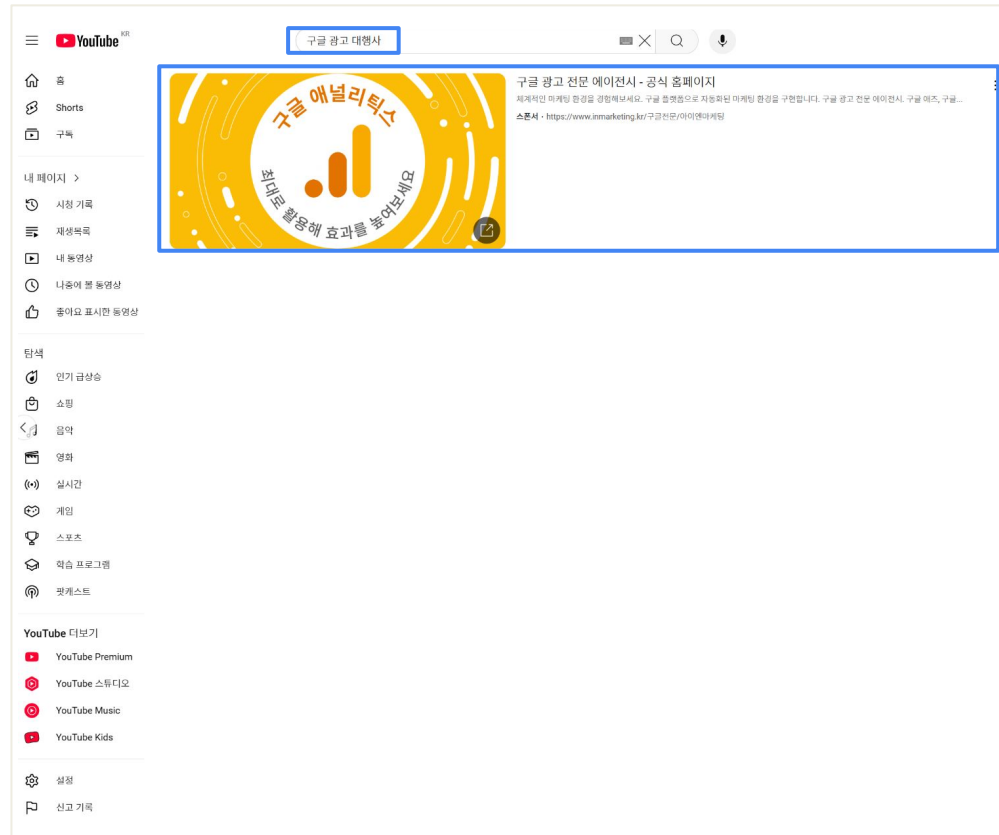 YouTube KR
구글 광고 대행사
홈
Shorts
구독
내 페이지 >
시청 기록
재생목록
내 동영상
나중에 볼 동영상
좋아요 표시한 동영상
탐색
인기 급상승
쇼핑
음악
영화
실시간
게임
스포츠
학습 프로그램
팟캐스트
YouTube 더보기
YouTube Premium
YouTube 스튜디오
YouTube Music
YouTube Kids
설정
신고 기록
구글 애널리틱스
최대로 활용해 효과를 높여보세요
구글 광고 전문 에이전시 - 공식 홈페이지
체계적인 마케팅 환경을 경험해보세요. 구글 플랫폼으로 자동화된 마케팅 환경을 구현합니다. 구글 광고 전문 에이전시. 구글 애즈, 구글...
스폰서 · https://www.inmarketing.kr/구글전문/아이엔마케팅